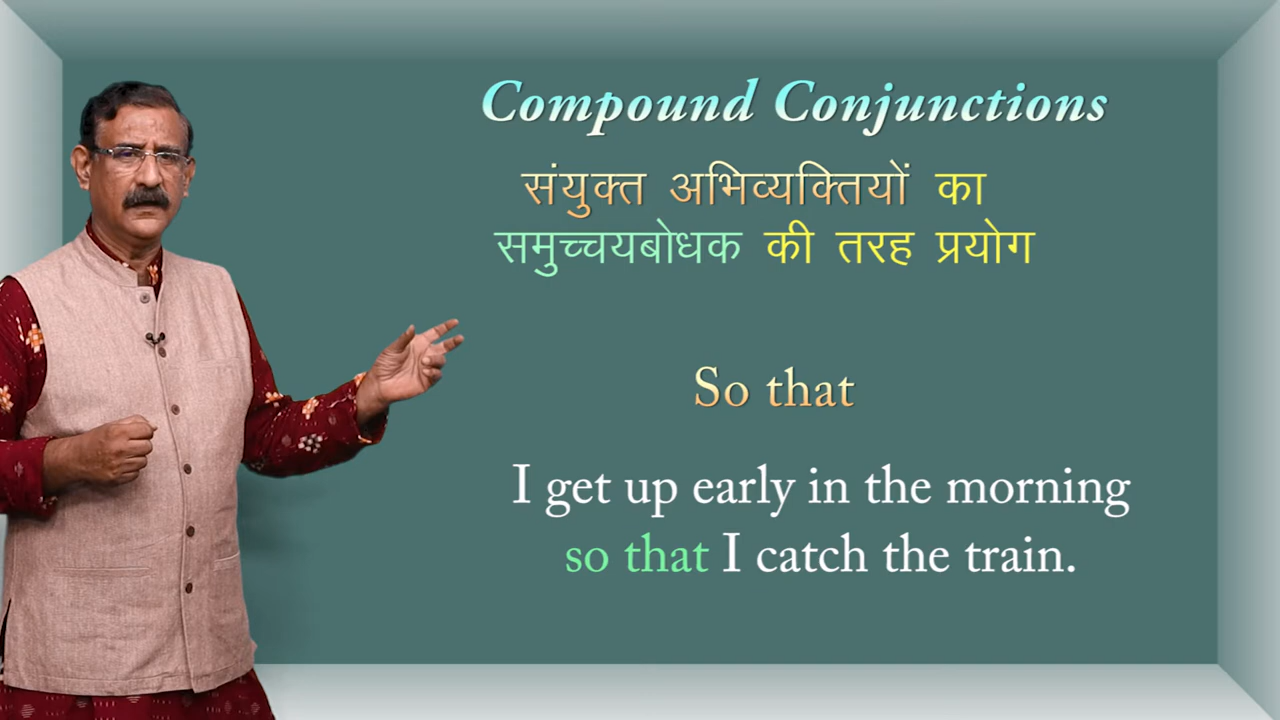 Compound Conjunctions
संयुक्त अभिव्यक्तियों का
समुच्चयबोधक की तरह प्रयोग
So that
I get up early in the morning
so that I catch the train.